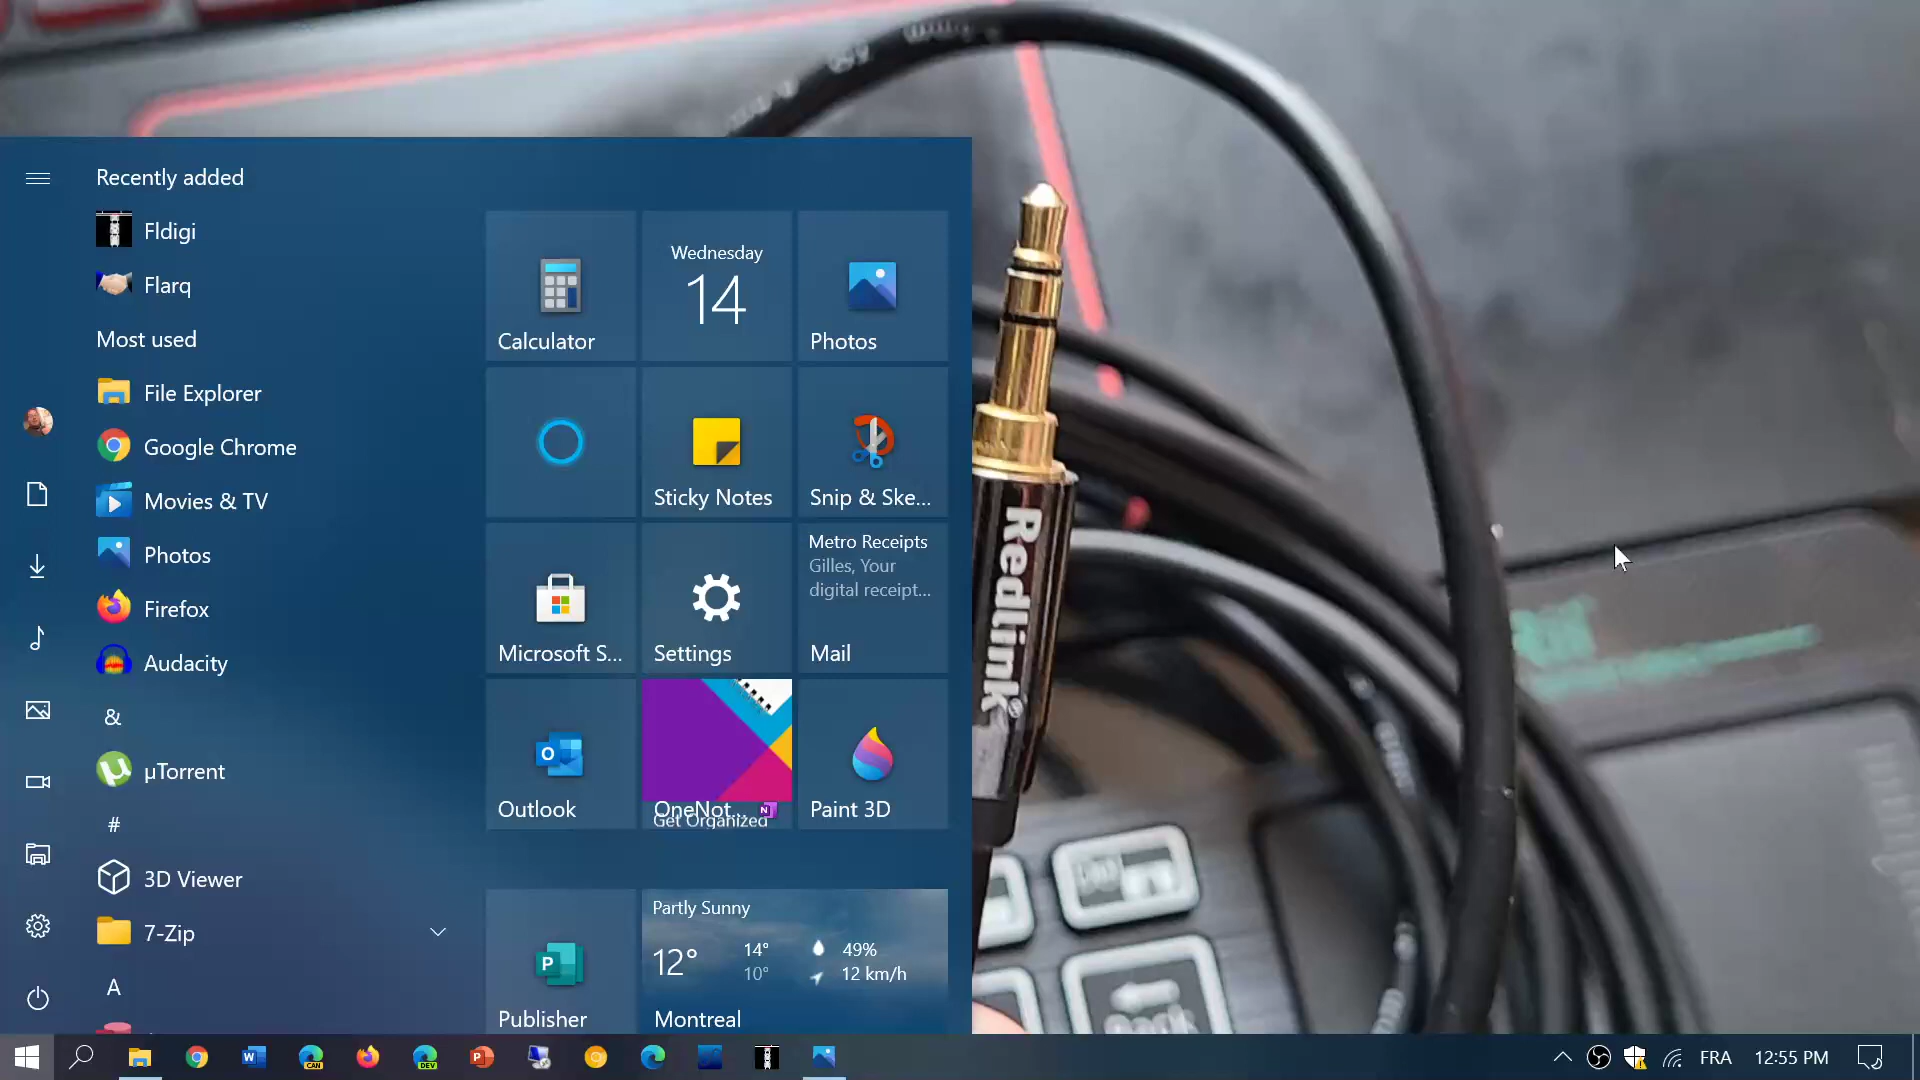 Recently added
Fldigi
Flarq
Most used
File Explorer
Google Chrome
Movies & TV
Photos
Firefox
Audacity
&
µTorrent
#
3D Viewer
7-Zip
A
Calculator
Wednesday
14
Photos
Sticky Notes
Snip & Ske...
Microsoft S...
Settings
Metro Receipts
Gilles, Your
digital receipt...
Mail
Outlook
OneNot...
Get Organized
Paint 3D
Publisher
Partly Sunny
12°
14°
10°
49%
12 km/h
Montreal
Redlink
CAN
DEV
FRA
12:55 PM